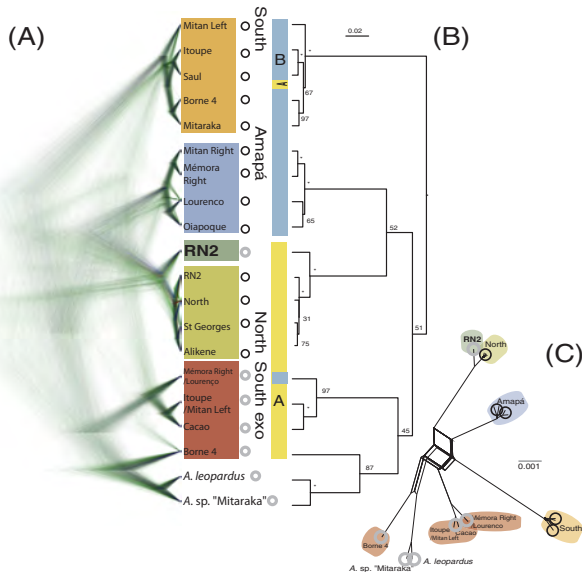 (A)
(B)
(C)
South
Amapá
North
South exo
Mitan Left
Itoupe
Saul
Borne 4
Mitaraka
Mitan Right
Mémora
Right
Lourenco
Oiapoque
RN2
RN2
North
St Georges
Alikene
Mémora Right
/Lourenço
Itoupe
/Mitan Left
Cacao
Borne 4
A. leopardus
A. sp. "Mitaraka"
B
A
0.02
*
67
97
*
*
*
65
52
*
*
31
75
51
97
*
45
87
*
RN2
North
Amapá
0.001
South
Mémora Right
/Lourenco
Itoupe
/Mitan Left
Cacao
Borne 4
A. leopardus
A. sp "Mitaraka"